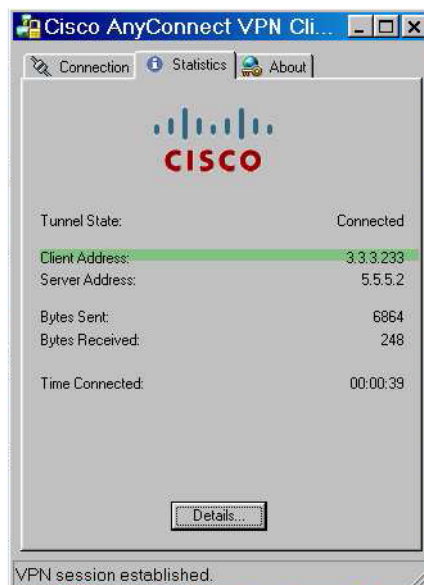 Cisco AnyConnect VPN Cli...
Connection Statistics About
CISCO
Tunnel State: Connected
Client Address: 3.3.3.233
Server Address: 5.5.5.2
Bytes Sent: 6864
Bytes Received: 248
Time Connected: 00:00:39
Details...
VPN session established.